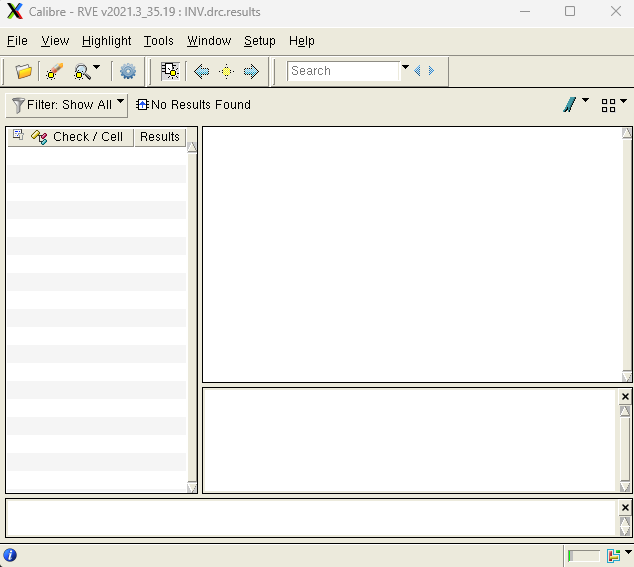 Calibre - RVE v2021.3_35.19 : INV.drc.results
File View Highlight Tools Window Setup Help
Search
Filter: Show All No Results Found
Check / Cell Results